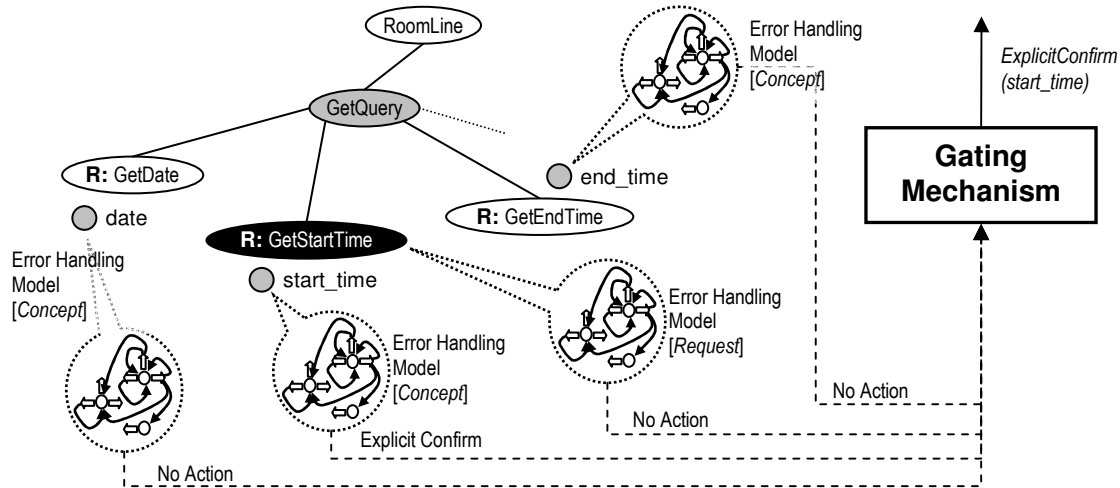 RoomLine
Error Handling
Model
[Concept]
ExplicitConfirm
(start_time)
GetQuery
Gating
Mechanism
R: GetDate
end_time
date
R: GetEndTime
R: GetStartTime
Error Handling
Model
[Concept]
start_time
Error Handling
Model
[Request]
Error Handling
Model
[Concept]
No Action
No Action
Explicit Confirm
No Action